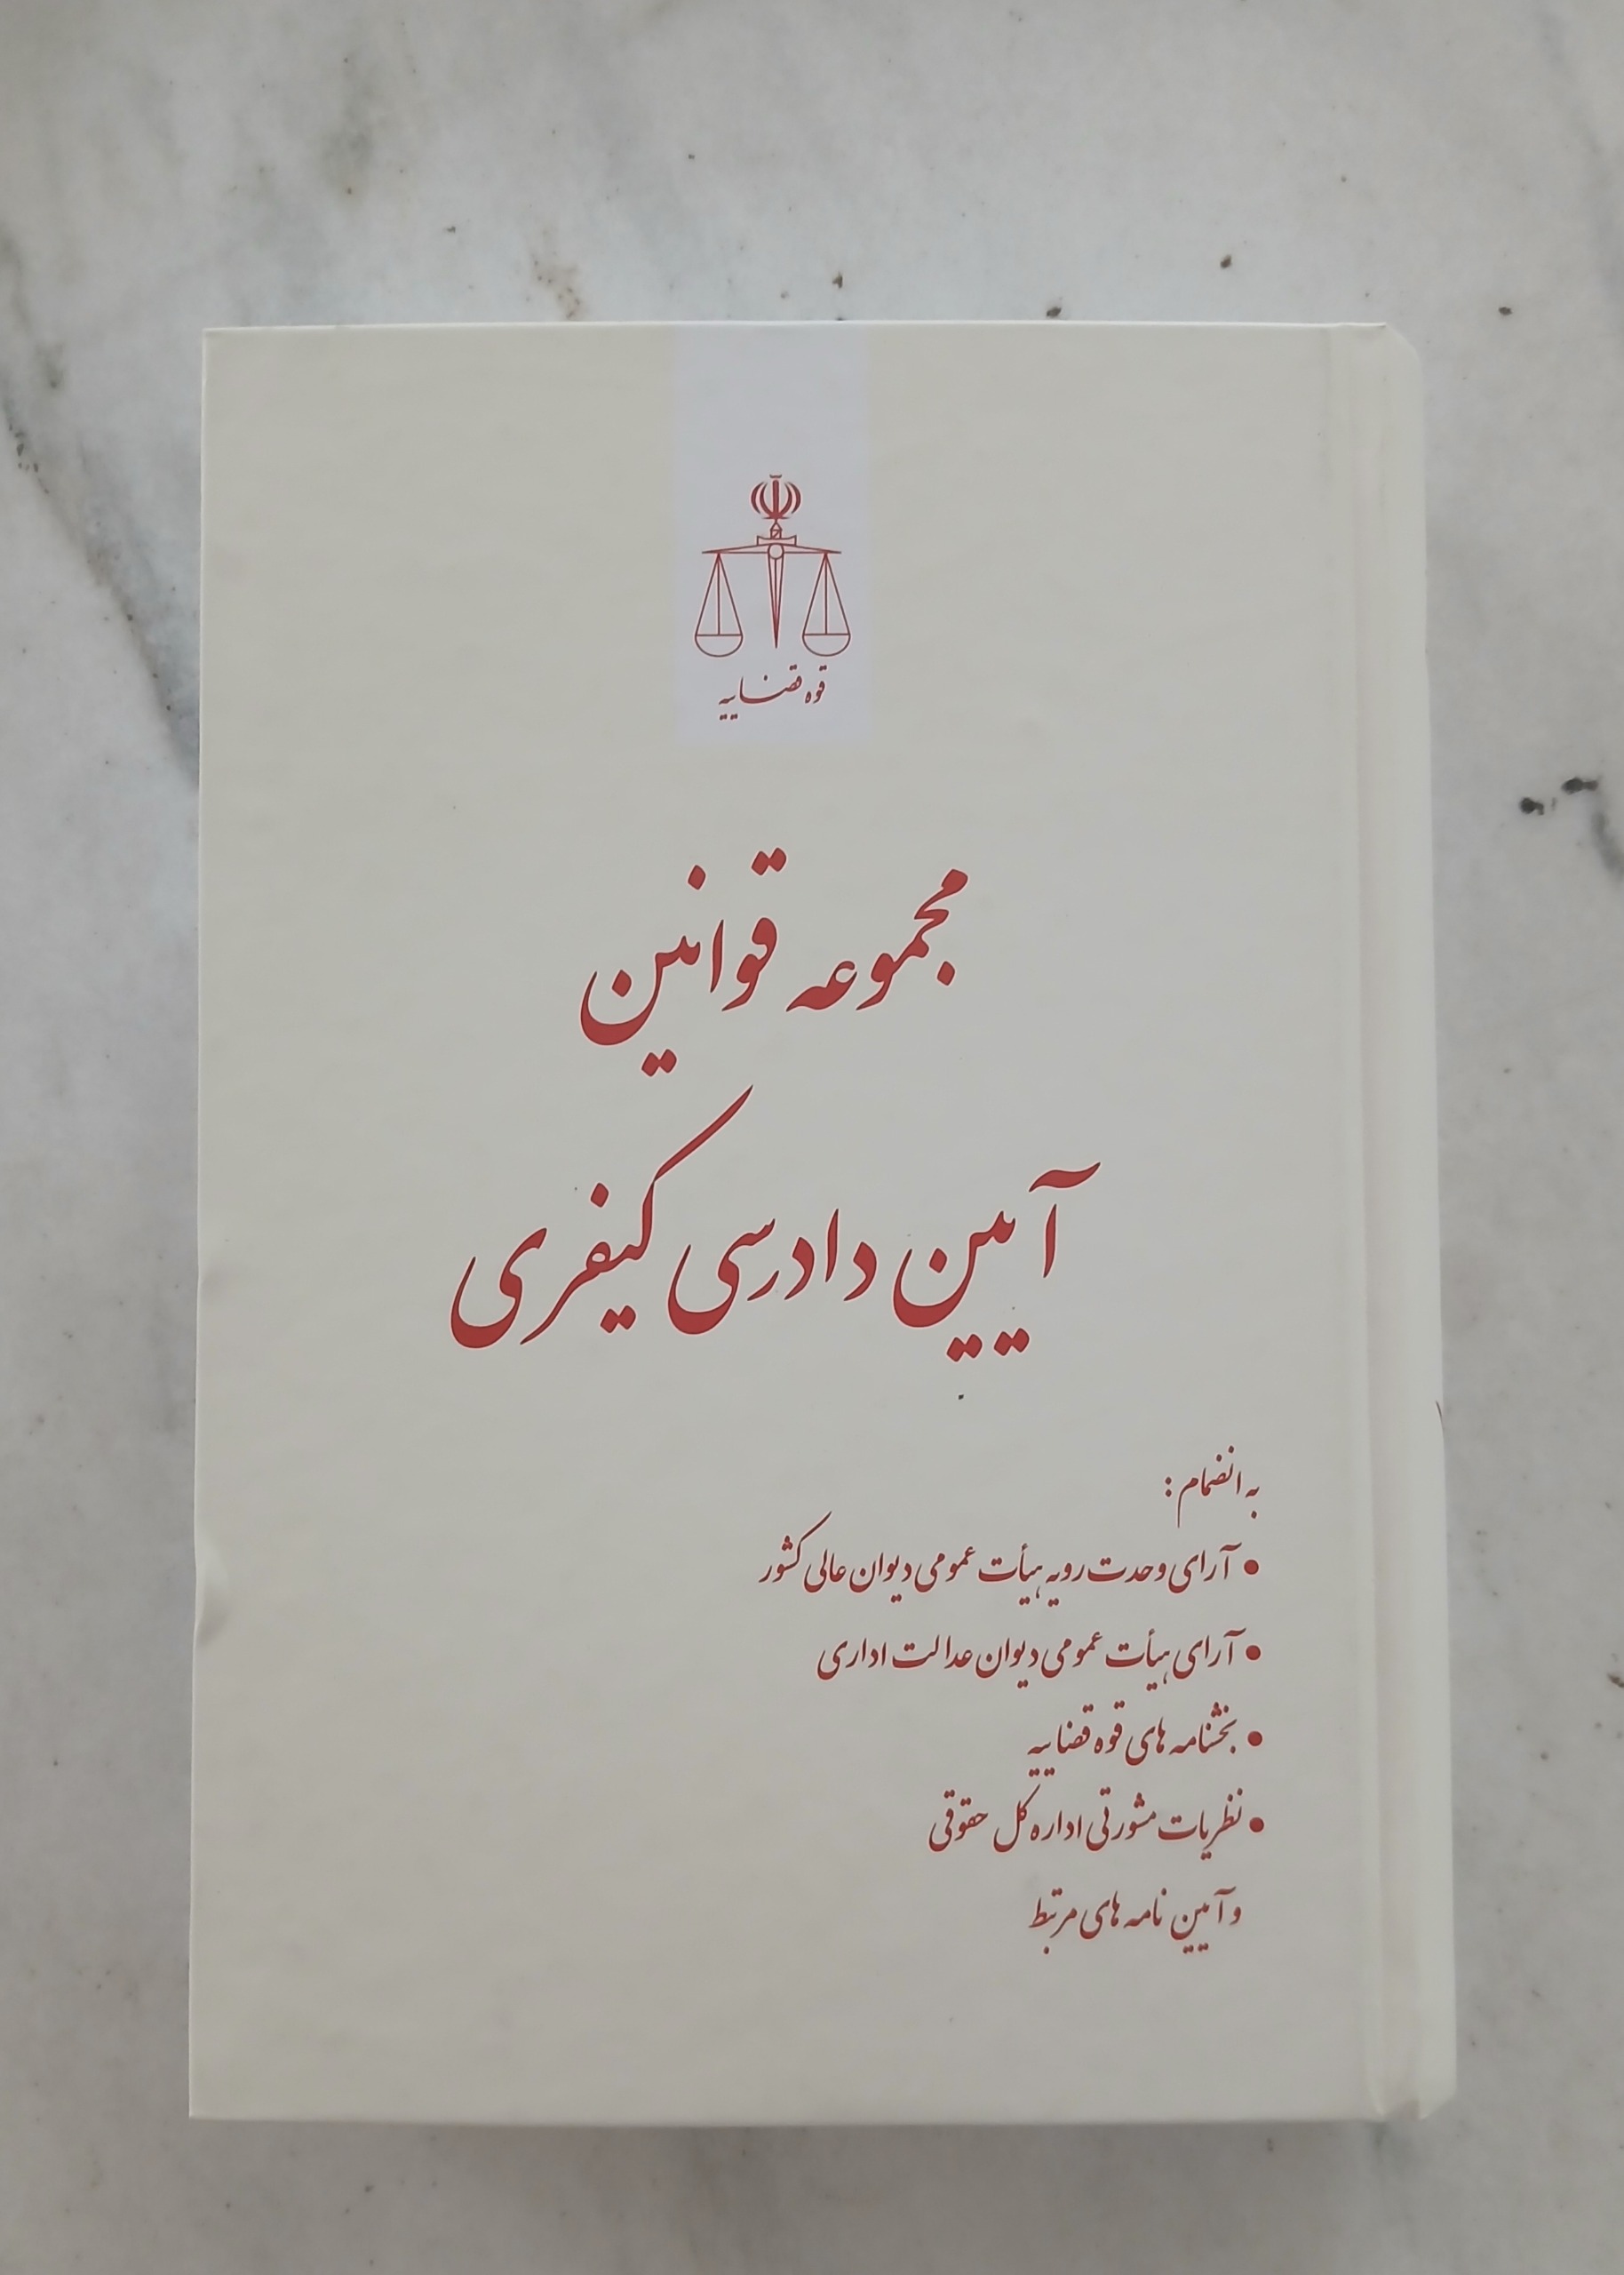 قوه قضاییه
مجموعه قوانین
آیین دادرسی کیفری
به انضمام :
• آرای وحدت رویه هیأت عمومی دیوان عالی کشور
• آرای هیأت عمومی دیوان عدالت اداری
• بخشنامه های قوه قضاییه
• نظریات مشورتی اداره کل حقوقی
و آیین نامه های مرتبط